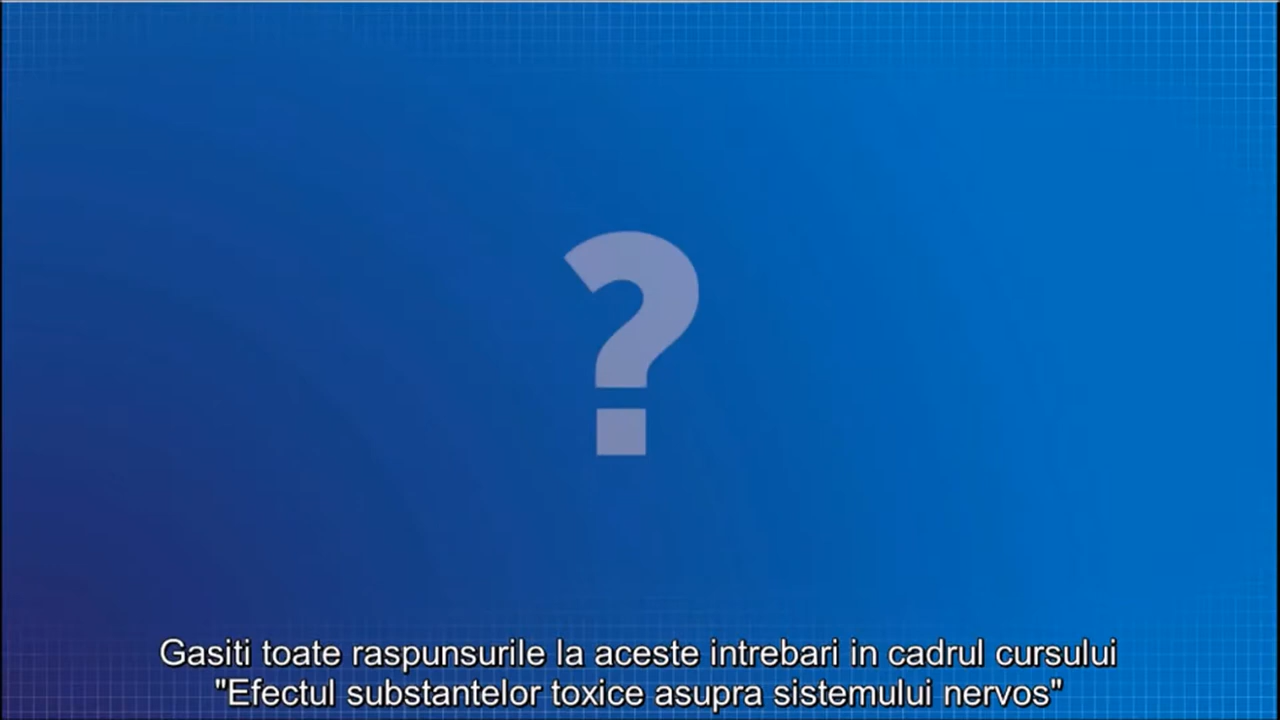 ?
Gasiti toate raspunsurile la aceste intrebari in cadrul cursului
"Efectul substantelor toxice asupra sistemului nervos"